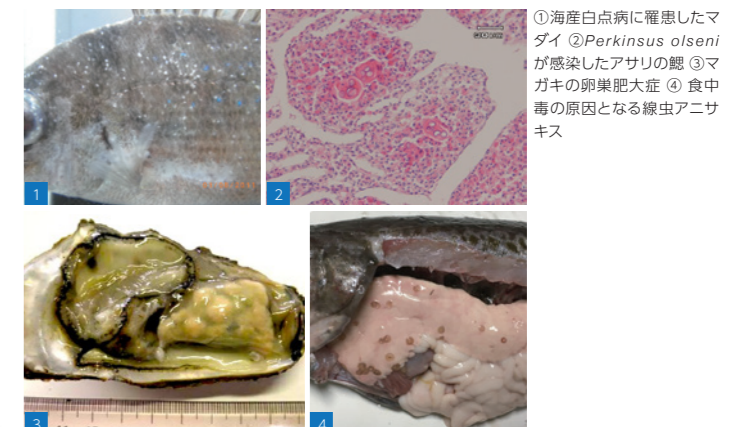 ①海産白点病に罹患したマ
ダイ ②Perkinsus olseni
が感染したアサリの鰓 ③マ
ガキの卵巣肥大症 ④ 食中
毒の原因となる線虫アニサ
キス
1
2
3
4